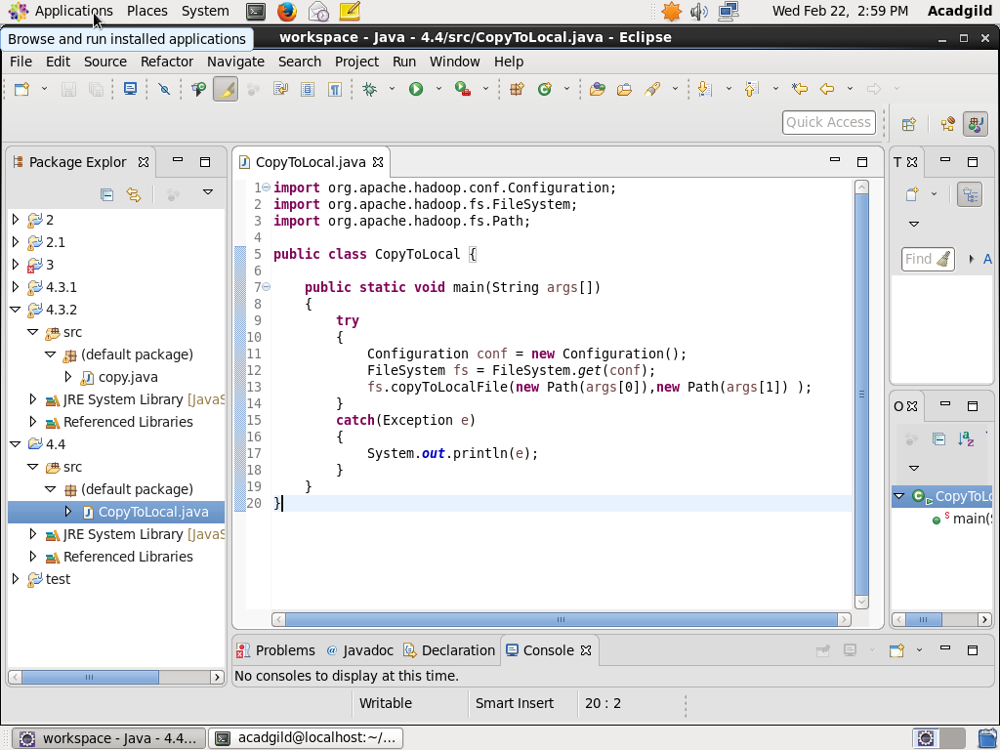 Applications Places System Wed Feb 22, 2:59 PM Acadgild
Browse and run installed applications
workspace - Java - 4.4/src/CopyToLocal.java - Eclipse
File Edit Source Refactor Navigate Search Project Run Window Help
Quick Access
Package Explor
2
2.1
3
4.3.1
4.3.2
src
(default package)
copy.java
JRE System Library [JavaS
Referenced Libraries
4.4
src
(default package)
CopyToLocal.java
JRE System Library [JavaS
Referenced Libraries
test
CopyToLocal.java
1 import org.apache.hadoop.conf.Configuration;
2 import org.apache.hadoop.fs.FileSystem;
3 import org.apache.hadoop.fs.Path;
4
5 public class CopyToLocal {
6
7 public static void main(String args[])
8 {
9 try
10 {
11 Configuration conf = new Configuration();
12 FileSystem fs = FileSystem.get(conf);
13 fs.copyToLocalFile(new Path(args[0]),new Path(args[1]) );
14 }
15 catch(Exception e)
16 {
17 System.out.println(e);
18 }
19 }
20 }
T
Find A
O
CopyToLo
main(S
Problems @ Javadoc Declaration Console
No consoles to display at this time.
Writable Smart Insert 20 : 2
workspace - Java - 4.4... acadgild@localhost:~/...